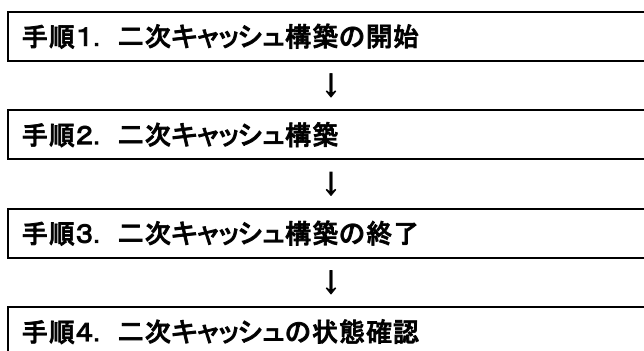 手順1. 二次キャッシュ構築の開始
↓
手順2. 二次キャッシュ構築
↓
手順3. 二次キャッシュ構築の終了
↓
手順4. 二次キャッシュの状態確認